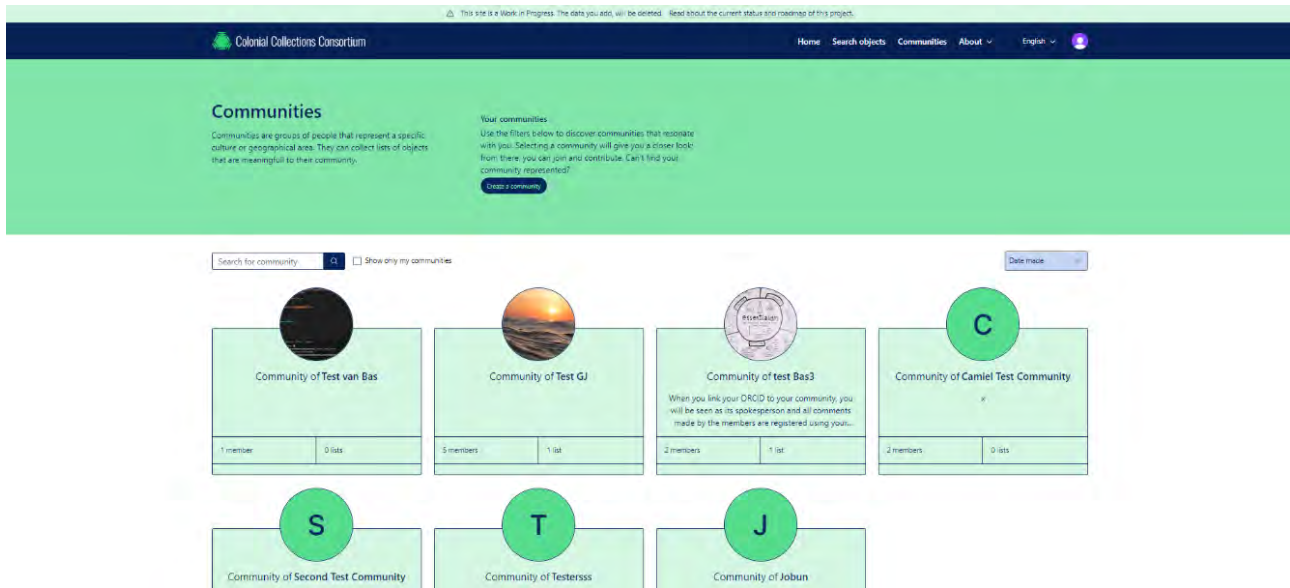 This site is a Work in Progress. The data you add, will be deleted. Read about the current status and roadmap of this project.
Colonial Collections Consortium
Home Search objects Communities About English
Communities
Communities are groups of people that represent a specific
culture or geographical area. They can collect lists of objects
that are meaningfull to their community.
Your communities
Use the filters below to discover communities that resonate
with you. Selecting a community will give you a closer look:
from there, you can join and contribute. Can't find your
community represented?
Create a community
Search for community
Show only my communities
Date made
C
Community of Test van Bas
Community of Test GJ
Community of test Bas3
Community of Camiel Test Community
When you link your ORCID to your community, you
will be seen as its spokesperson and all comments
made by the members are registered using your...
x
1 member 0 lists
5 members 1 list
2 members 1 list
2 members 0 lists
S
T
J
Community of Second Test Community
Community of Testersss
Community of Jobun